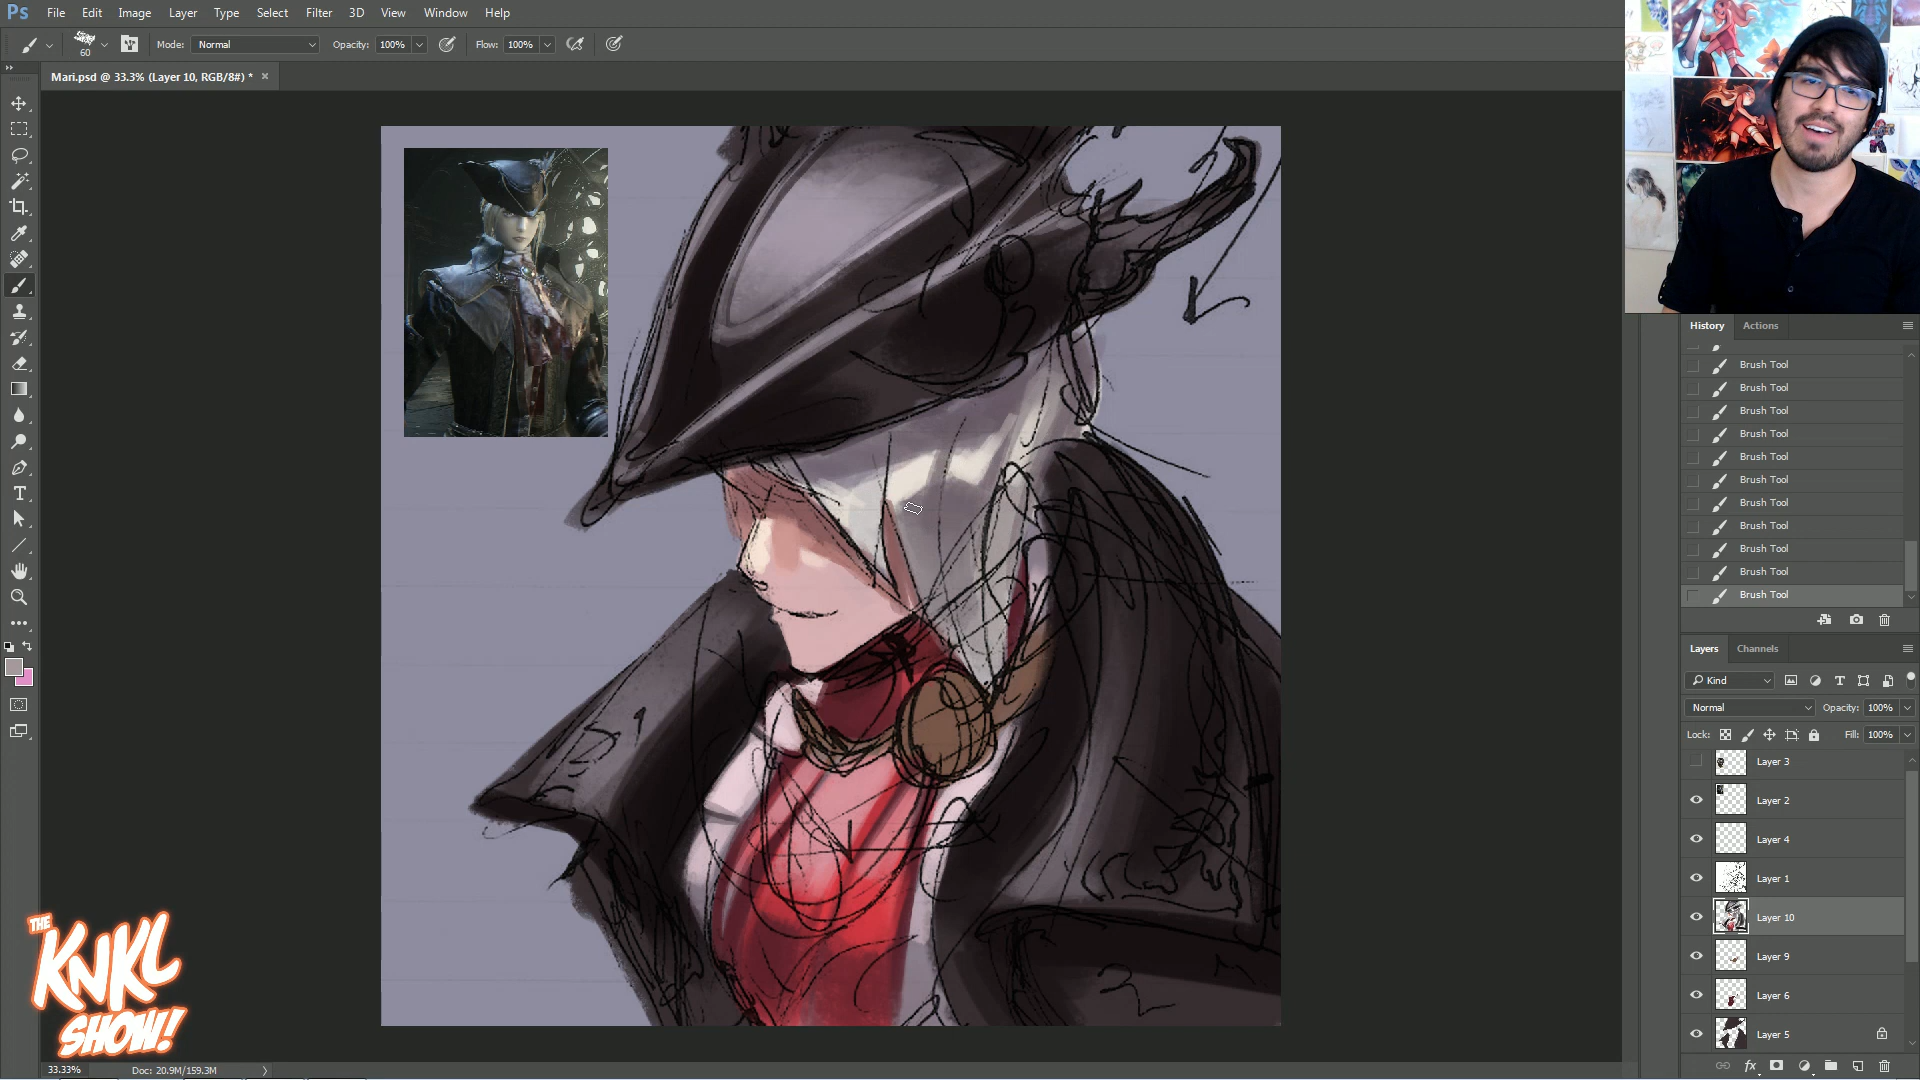 Ps File Edit Image Layer Type Select Filter 3D View Window Help
60 Mode: Normal Opacity: 100% Flow: 100%
Mari.psd @ 33.3% (Layer 10, RGB/8#) * ×
History Actions
Brush Tool
Brush Tool
Brush Tool
Brush Tool
Brush Tool
Brush Tool
Brush Tool
Brush Tool
Brush Tool
Brush Tool
Brush Tool
Layers Channels
Kind
Normal Opacity: 100%
Lock: Fill: 100%
Layer 3
Layer 2
Layer 4
Layer 1
Layer 10
Layer 9
Layer 6
Layer 5
fx
THE
KNKL
SHOW!
33.33% Doc: 20.9M/159.3M